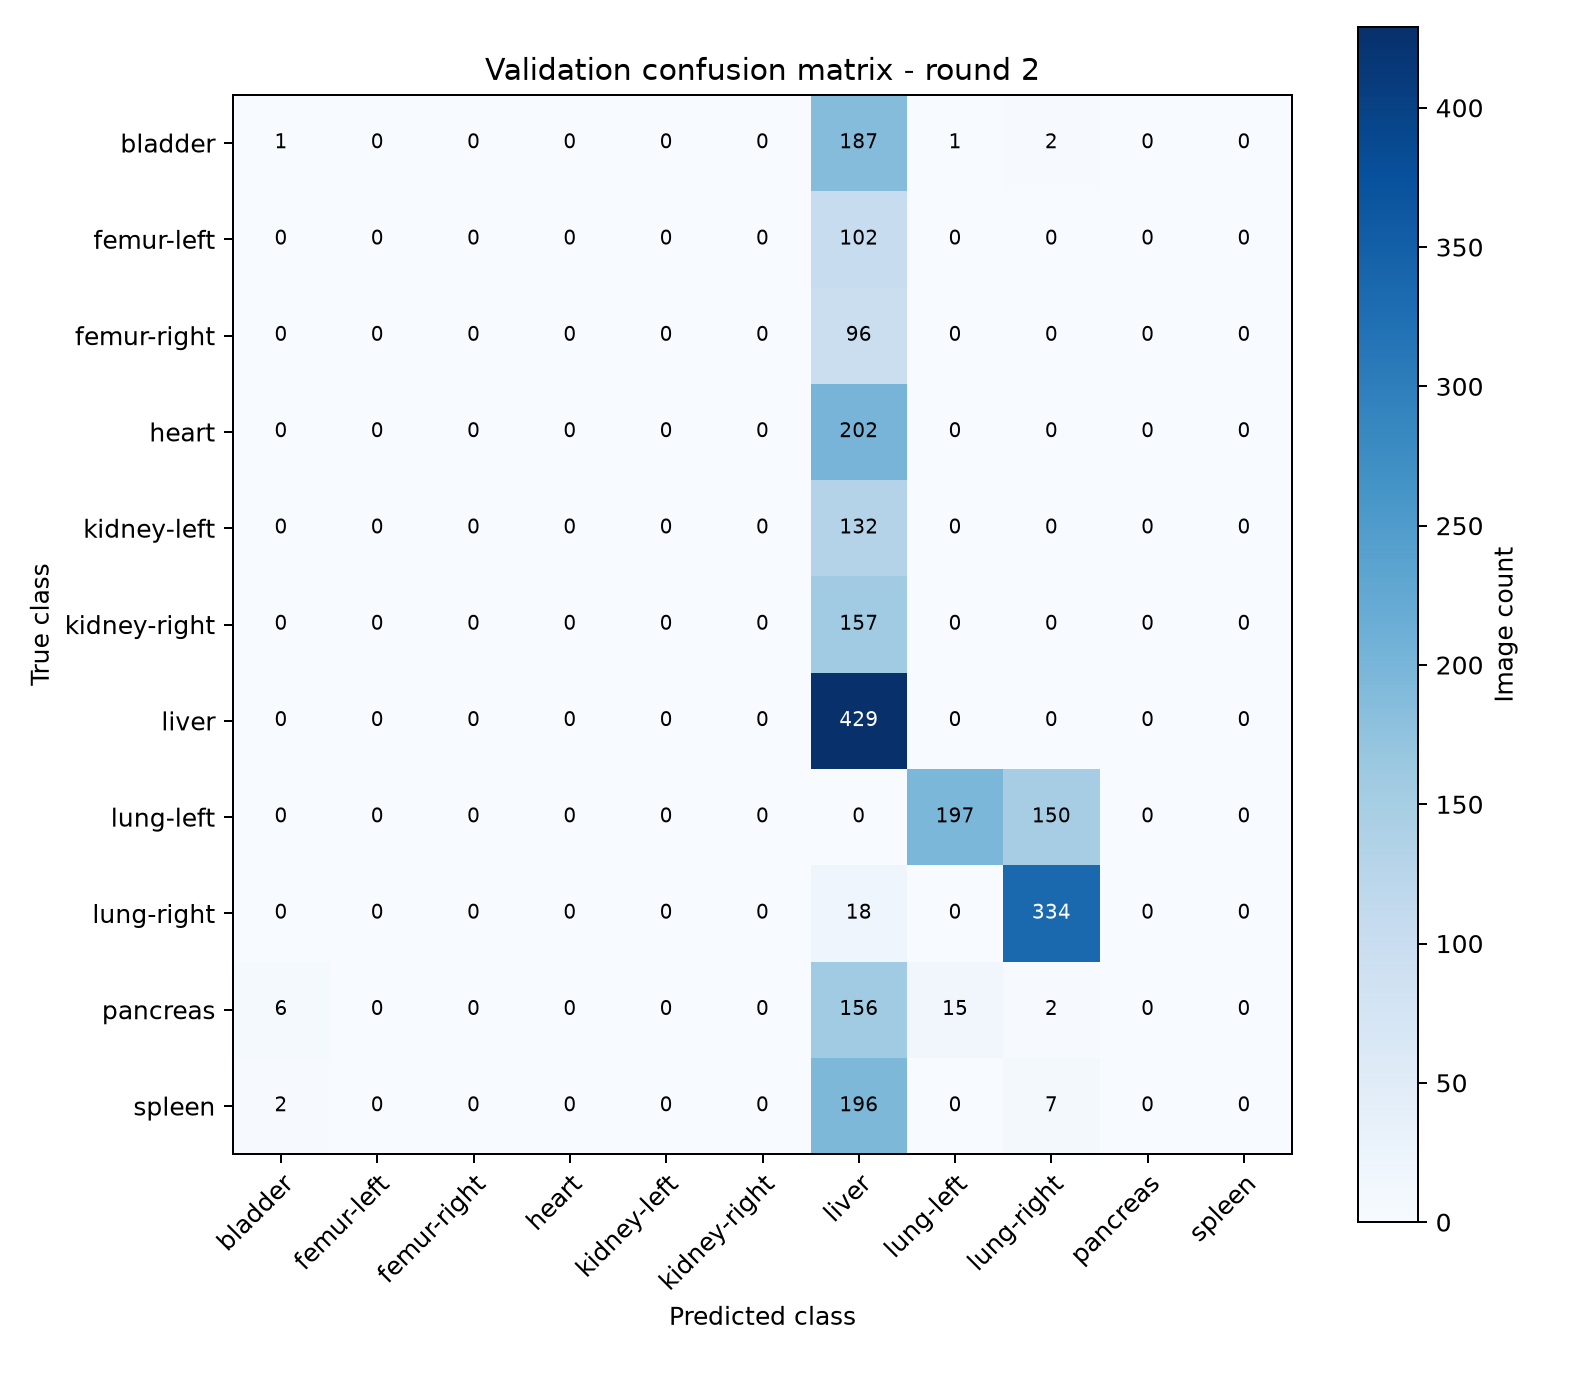 Validation confusion matrix - round 2
bladder 1 0 0 0 0 0 187 1 2 0 0
femur-left 0 0 0 0 0 0 102 0 0 0 0
femur-right 0 0 0 0 0 0 96 0 0 0 0
heart 0 0 0 0 0 0 202 0 0 0 0
kidney-left 0 0 0 0 0 0 132 0 0 0 0
kidney-right 0 0 0 0 0 0 157 0 0 0 0
liver 0 0 0 0 0 0 429 0 0 0 0
lung-left 0 0 0 0 0 0 0 197 150 0 0
lung-right 0 0 0 0 0 0 18 0 334 0 0
pancreas 6 0 0 0 0 0 156 15 2 0 0
spleen 2 0 0 0 0 0 196 0 7 0 0
bladder femur-left femur-right heart kidney-left kidney-right liver lung-left lung-right pancreas spleen
Predicted class
True class
400
350
300
250
200
150
100
50
0
Image count